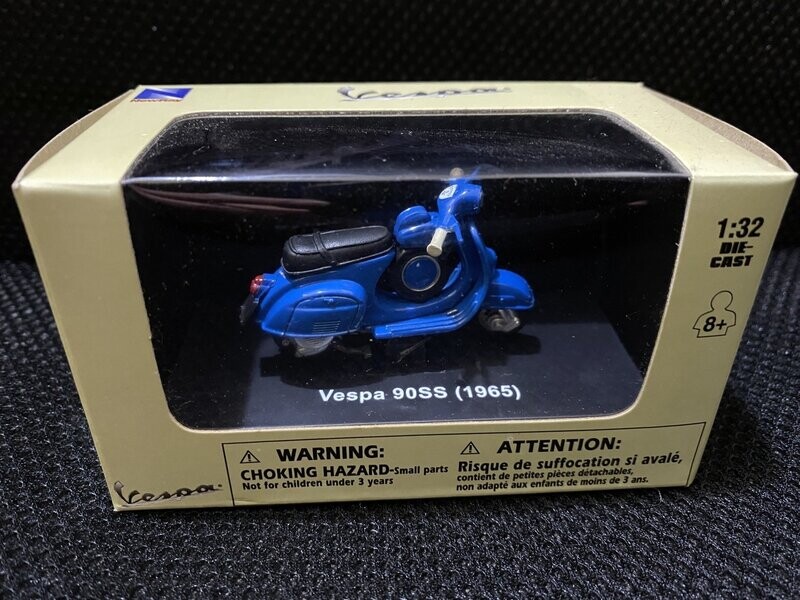 NewRay
Vespa
1:32
DIE-
CAST
8+
Vespa 90SS (1965)
WARNING:
CHOKING HAZARD-Small parts
Not for children under 3 years
ATTENTION:
Risque de suffocation si avalé,
contient de petites pièces détachables,
non adapté aux enfants de moins de 3 ans.
Vespa